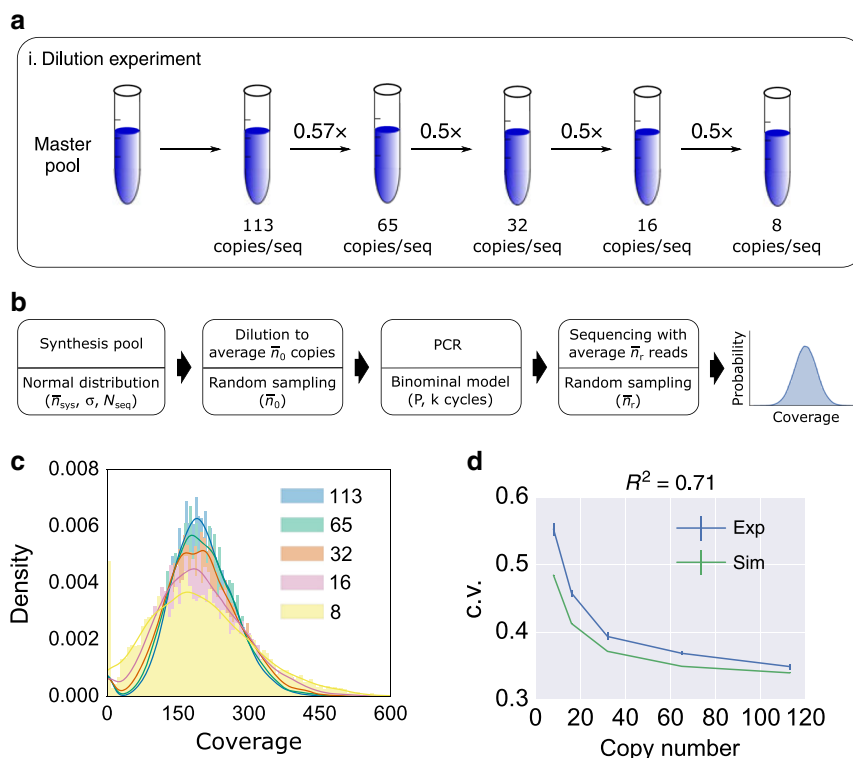 a
i. Dilution experiment
Master
pool
0.57×
0.5×
0.5×
0.5×
113
copies/seq
65
copies/seq
32
copies/seq
16
copies/seq
8
copies/seq
b
Synthesis pool
Normal distribution
(n̅sys, σ, Nseq)
Dilution to
average n̅0 copies
Random sampling
(n̅0)
PCR
Binominal model
(P, k cycles)
Sequencing with
average n̅r reads
Random sampling
(n̅r)
Probability
Coverage
c
Density
0.008
0.006
0.004
0.002
0.000
113
65
32
16
8
0 150 300 450 600
Coverage
d
R² = 0.71
c.v.
0.6
0.5
0.4
0.3
Exp
Sim
0 20 40 60 80 100 120
Copy number